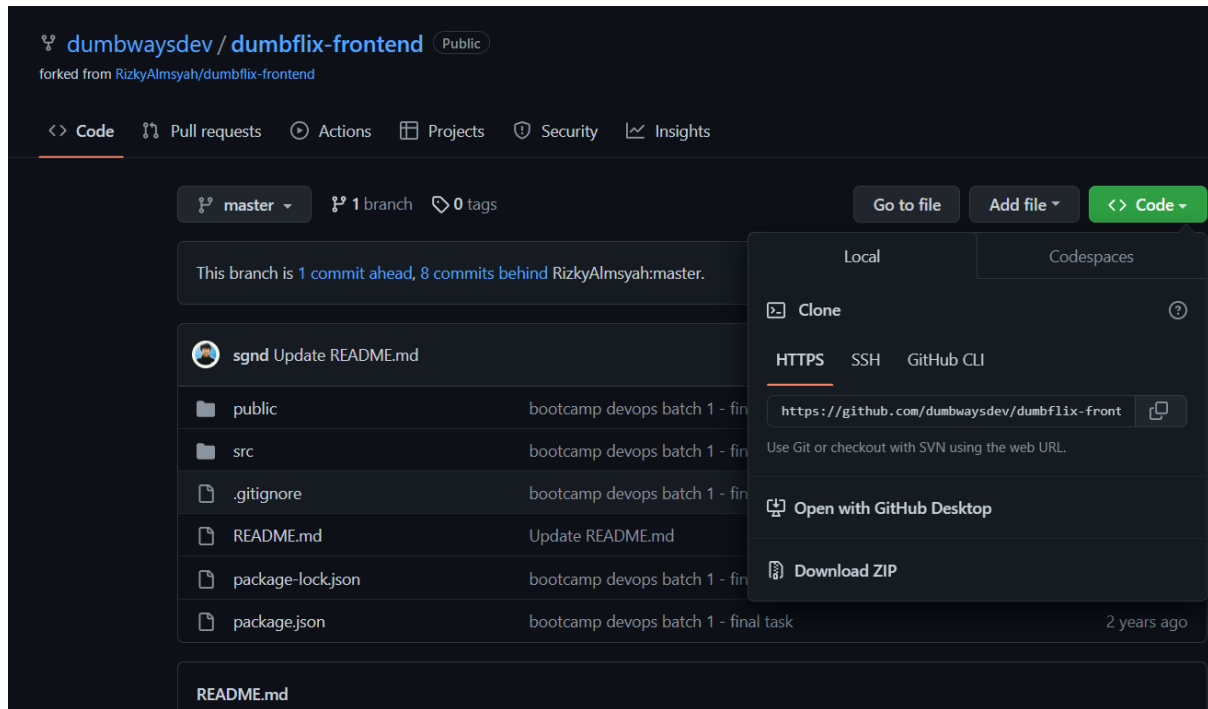 dumbwaysdev / dumbflix-frontend Public
forked from RizkyAlmsyah/dumbflix-frontend
Code Pull requests Actions Projects Security Insights
master 1 branch 0 tags Go to file Add file Code
This branch is 1 commit ahead, 8 commits behind RizkyAlmsyah:master.
Local Codespaces
Clone
HTTPS SSH GitHub CLI
https://github.com/dumbwaysdev/dumbflix-front
Use Git or checkout with SVN using the web URL.
Open with GitHub Desktop
Download ZIP
sgnd Update README.md
public bootcamp devops batch 1 - fin
src bootcamp devops batch 1 - fin
.gitignore bootcamp devops batch 1 - fin
README.md Update README.md
package-lock.json bootcamp devops batch 1 - fin
package.json bootcamp devops batch 1 - final task 2 years ago
README.md